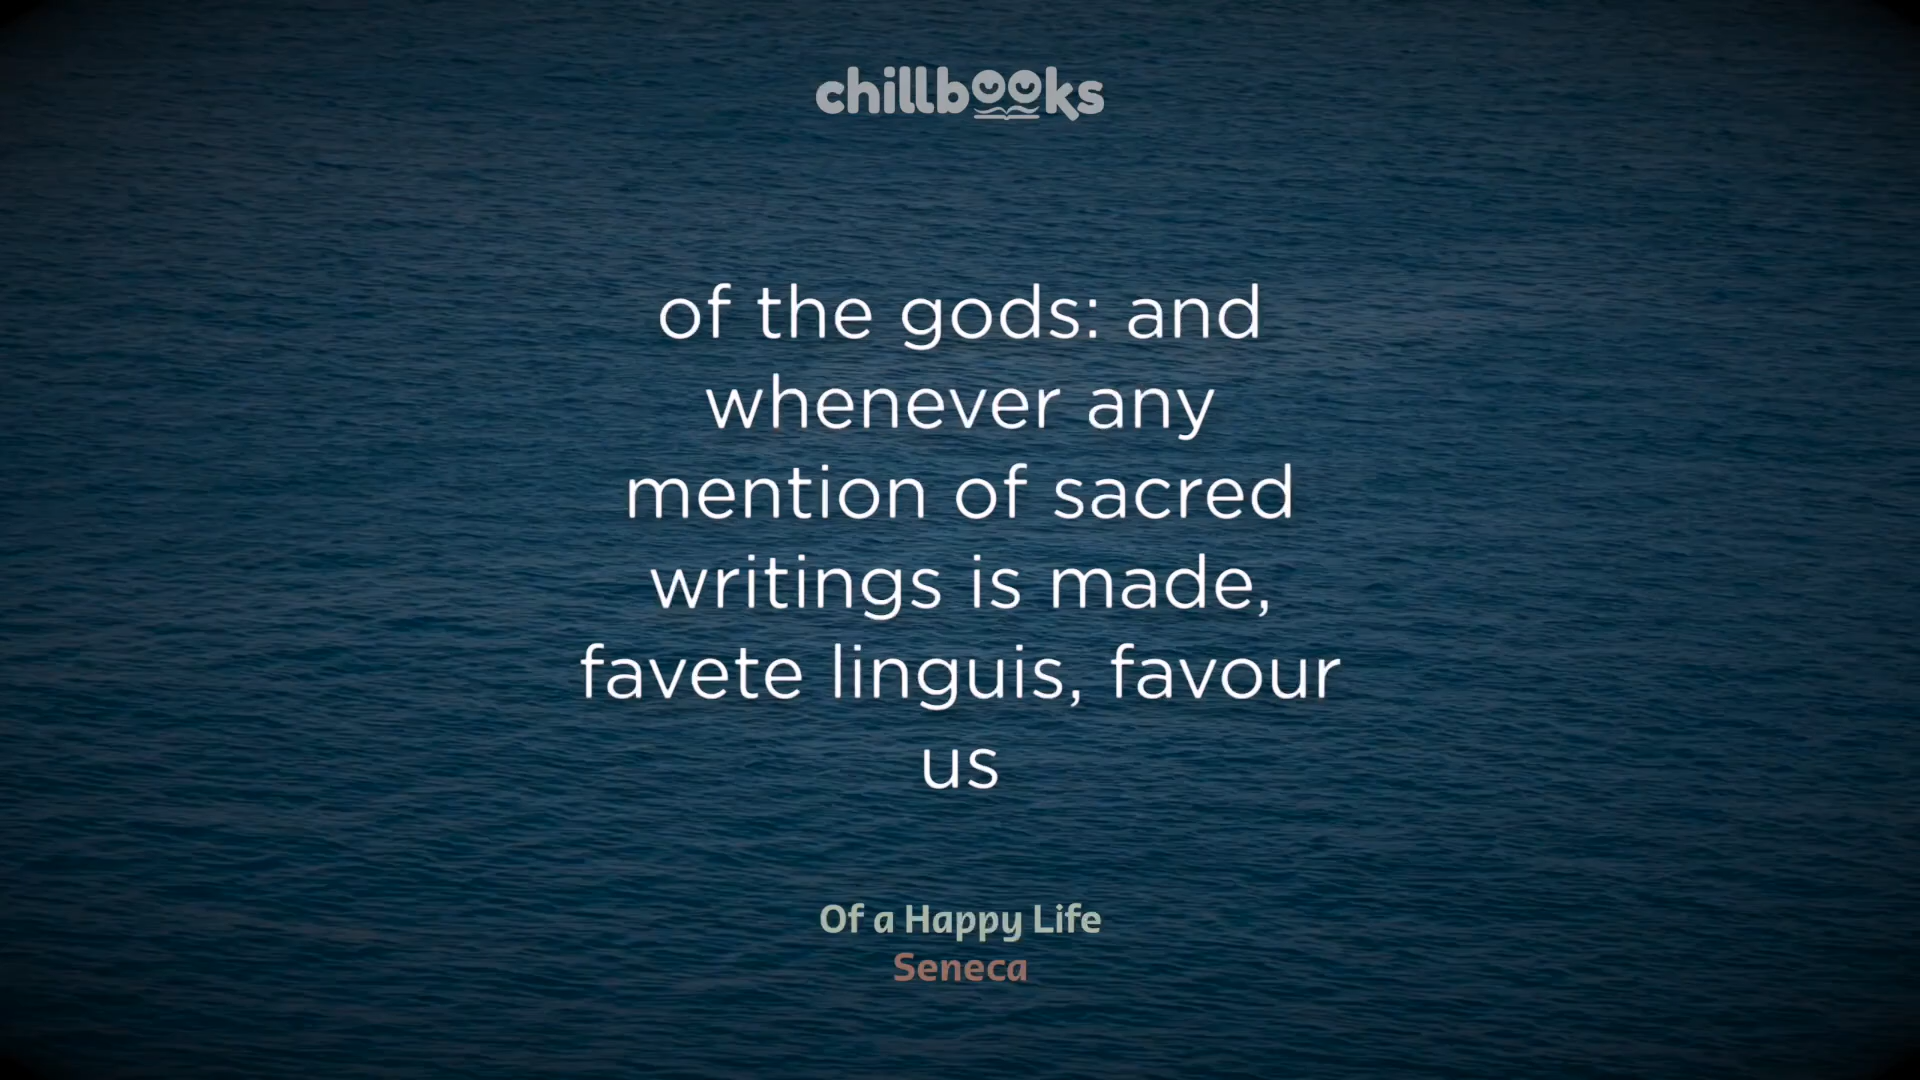 chillbooks
of the gods: and
whenever any
mention of sacred
writings is made,
favete linguis, favour
us
Of a Happy Life
Seneca